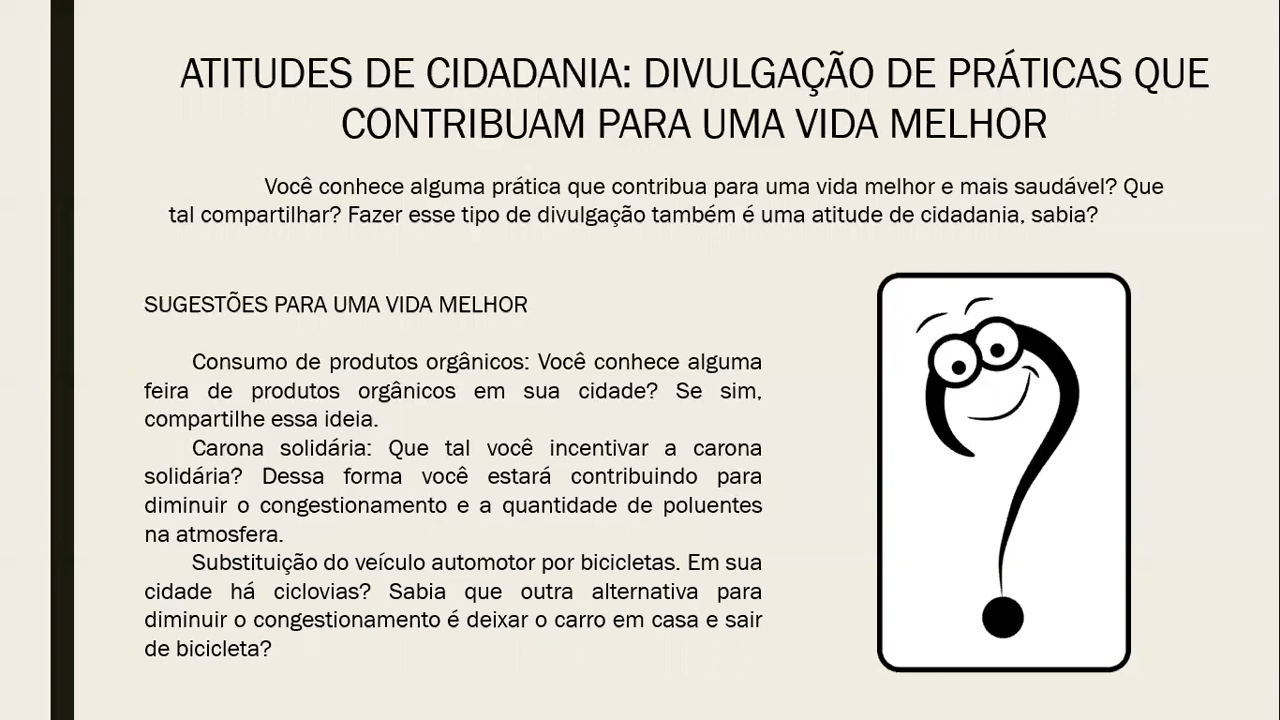 ATITUDES DE CIDADANIA: DIVULGAÇÃO DE PRÁTICAS QUE
CONTRIBUAM PARA UMA VIDA MELHOR
Você conhece alguma prática que contribua para uma vida melhor e mais saudável? Que
tal compartilhar? Fazer esse tipo de divulgação também é uma atitude de cidadania, sabia?
SUGESTÕES PARA UMA VIDA MELHOR
Consumo de produtos orgânicos: Você conhece alguma
feira de produtos orgânicos em sua cidade? Se sim,
compartilhe essa ideia.
Carona solidária: Que tal você incentivar a carona
solidária? Dessa forma você estará contribuindo para
diminuir o congestionamento e a quantidade de poluentes
na atmosfera.
Substituição do veículo automotor por bicicletas. Em sua
cidade há ciclovias? Sabia que outra alternativa para
diminuir o congestionamento é deixar o carro em casa e sair
de bicicleta?